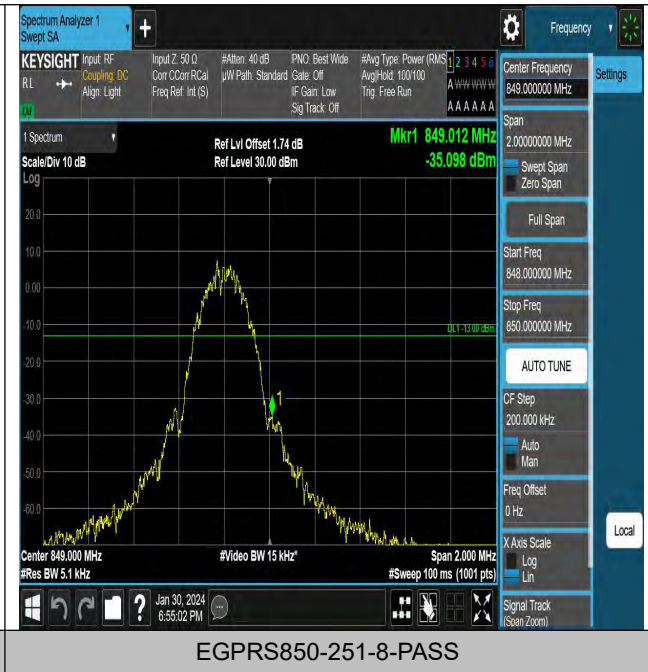 Spectrum Analyzer 1
Swept SA
+
Frequency
KEYSIGHT
RL
Input: RF
Coupling: DC
Align: Light
Input Z: 50 Ω
Corr CCorr RCal
Freq Ref: Int (S)
#Atten: 40 dB
µW Path: Standard
PNO: Best Wide
Gate: Off
IF Gain: Low
Sig Track: Off
#Avg Type: Power (RMS
Avg|Hold: 100/100
Trig: Free Run
1 2 3 4 5 6
A W W W W W
A A A A A A
1 Spectrum
Scale/Div 10 dB
Log
Ref Lvl Offset 1.74 dB
Ref Level 30.00 dBm
Mkr1 849.012 MHz
-35.098 dBm
20.0
10.0
0.00
-10.0
-20.0
-30.0
-40.0
-50.0
-60.0
DL1 -13.00 dBm
1
Center 849.000 MHz
#Res BW 5.1 kHz
#Video BW 15 kHz*
Span 2.000 MHz
#Sweep 100 ms (1001 pts)
Center Frequency
849.000000 MHz
Settings
Span
2.00000000 MHz
Swept Span
Zero Span
Full Span
Start Freq
848.000000 MHz
Stop Freq
850.000000 MHz
AUTO TUNE
CF Step
200.000 kHz
Auto
Man
Freq Offset
0 Hz
X Axis Scale
Log
Lin
Local
Signal Track
(Span Zoom)
?
Jan 30, 2024
6:55:02 PM
EGPRS850-251-8-PASS